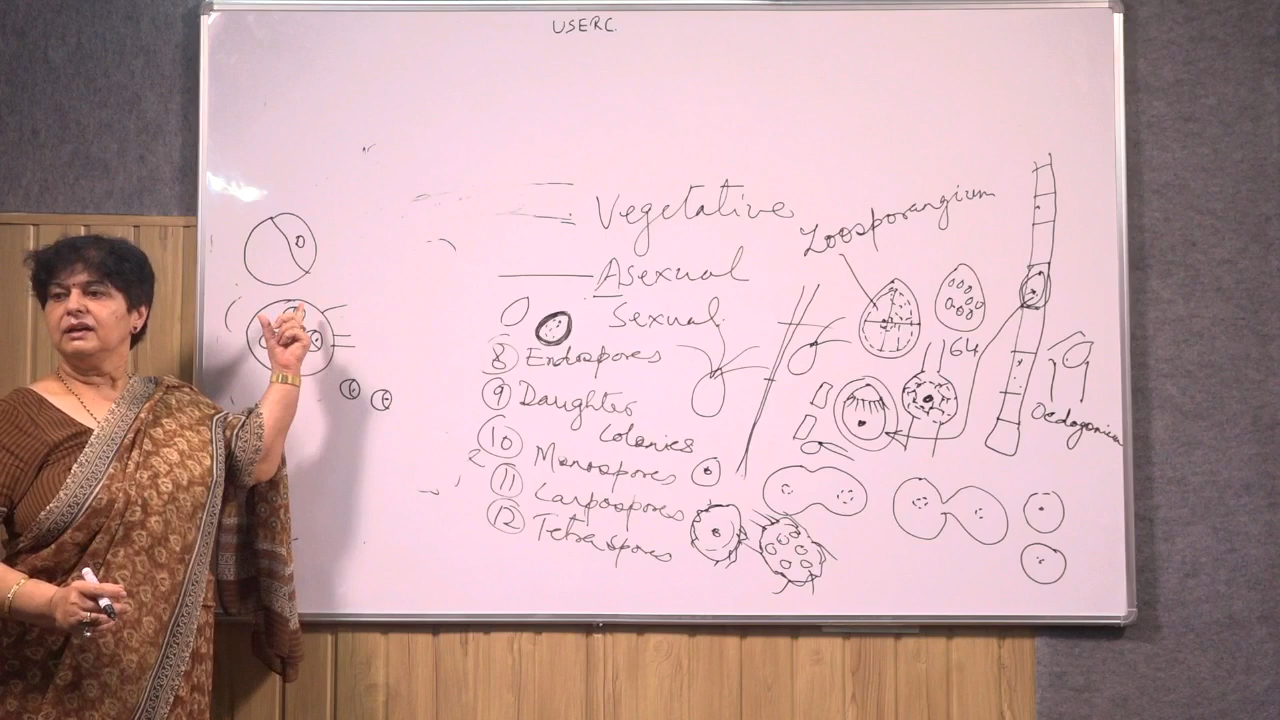 USERC.
Vegetative
Zoosporangium
Asexual
Sexual.
64
8 Endospores
9 Daughter
Colonies
Oedogonium
10 Monospores
11 Carpospores
12 Tetraspores